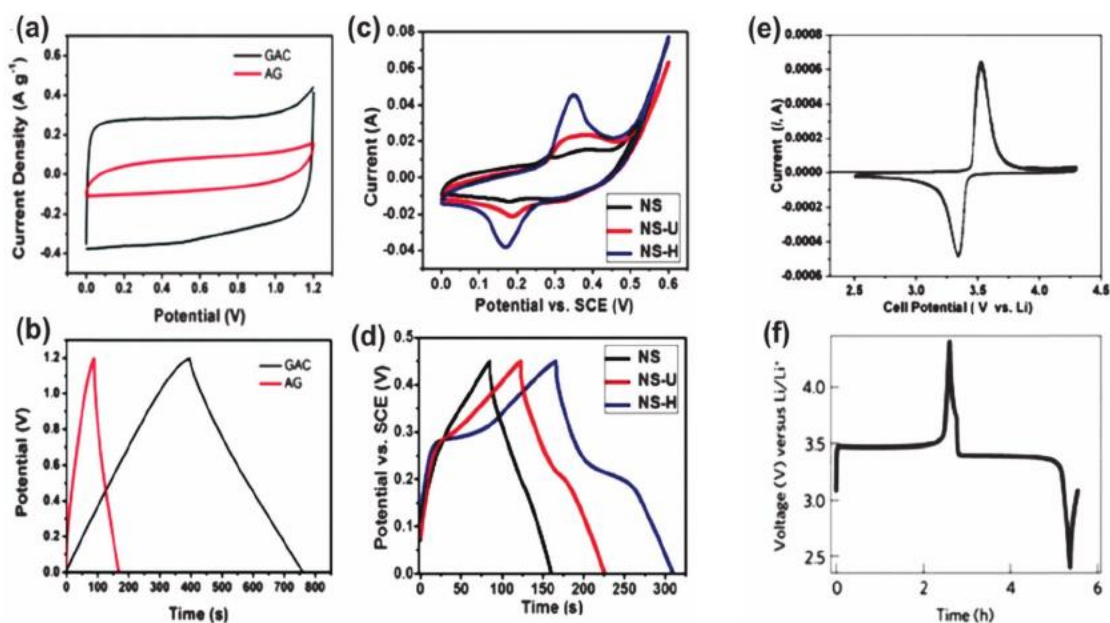 (a)
GAC
AG
Current Density (A g⁻¹)
0.6
0.4
0.2
0.0
-0.2
-0.4
0.0 0.2 0.4 0.6 0.8 1.0 1.2
Potential (V)
(c)
Current (A)
0.08
0.06
0.04
0.02
0.00
-0.02
-0.04
NS
NS-U
NS-H
0.0 0.1 0.2 0.3 0.4 0.5 0.6
Potential vs. SCE (V)
(e)
Current (I, A)
0.0008
0.0006
0.0004
0.0002
0.0000
-0.0002
-0.0004
-0.0006
2.5 3.0 3.5 4.0 4.5
Cell Potential ( V vs. Li)
(b)
GAC
AG
Potential (V)
1.2
1.0
0.8
0.6
0.4
0.2
0.0
0 100 200 300 400 500 600 700 800
Time (s)
(d)
NS
NS-U
NS-H
Potential vs. SCE (V)
0.5
0.4
0.3
0.2
0.1
0.0
0 50 100 150 200 250 300
Time (s)
(f)
Voltage (V) versus Li/Li⁺
4.0
3.5
3.0
2.5
0 2 4 6
Time (h)